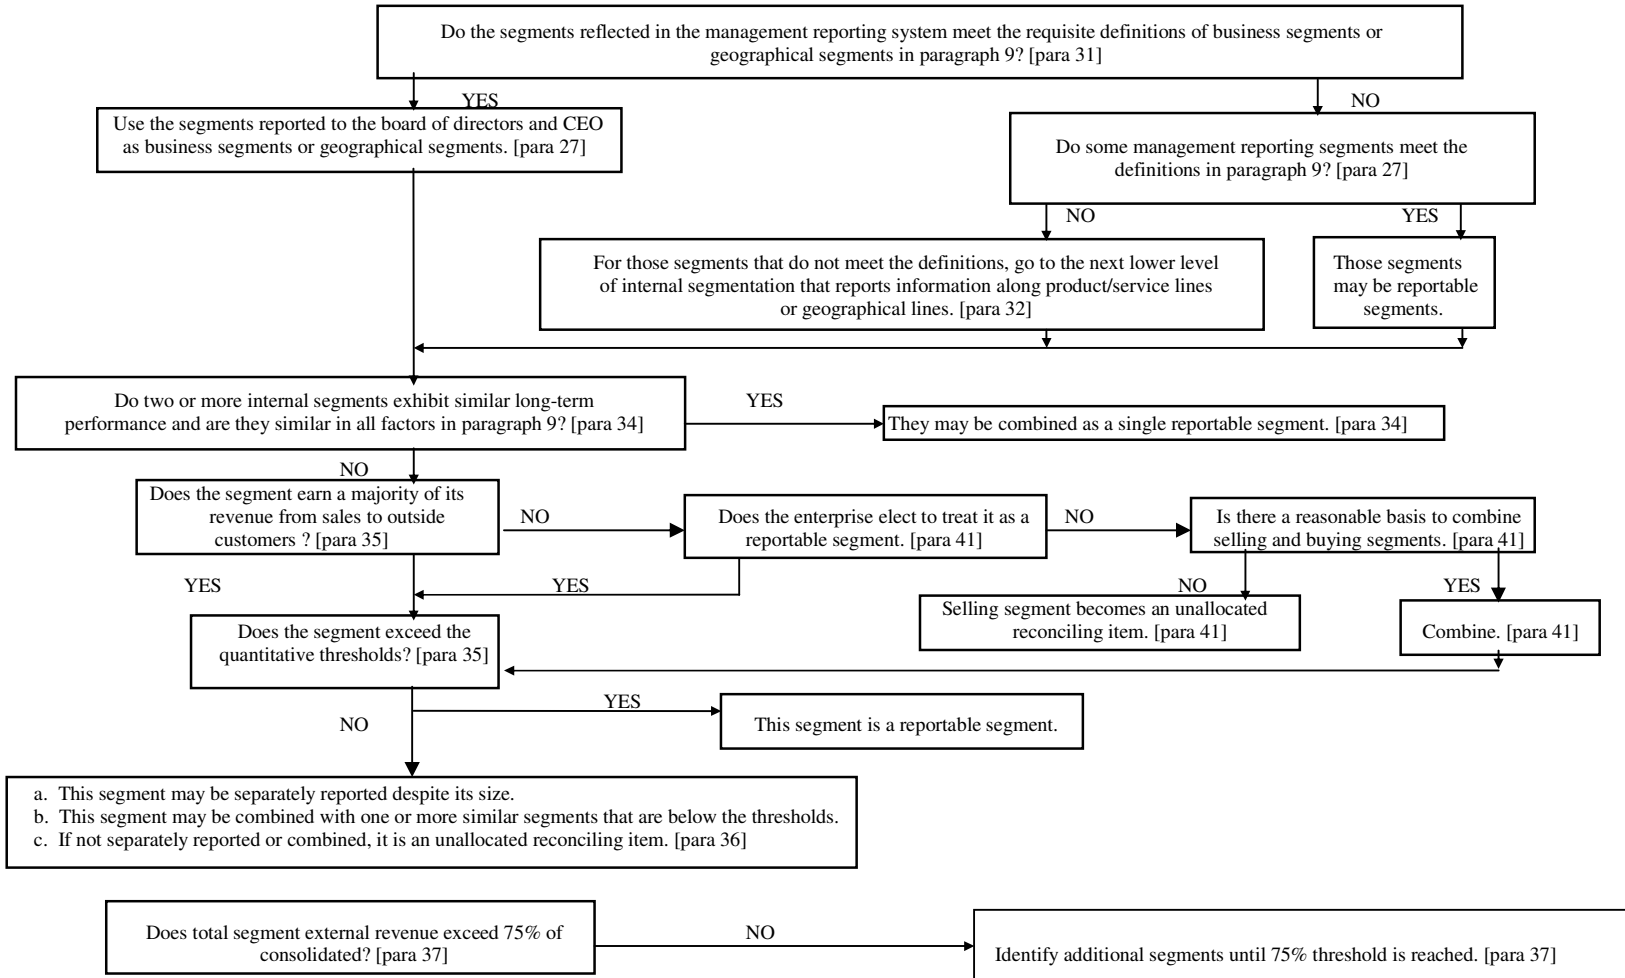 Do the segments reflected in the management reporting system meet the requisite definitions of business segments or
geographical segments in paragraph 9? [para 31]
YES
NO
Use the segments reported to the board of directors and CEO
as business segments or geographical segments. [para 27]
Do some management reporting segments meet the
definitions in paragraph 9? [para 27]
NO
YES
For those segments that do not meet the definitions, go to the next lower level
of internal segmentation that reports information along product/service lines
or geographical lines. [para 32]
Those segments
may be reportable
segments.
Do two or more internal segments exhibit similar long-term
performance and are they similar in all factors in paragraph 9? [para 34]
YES
They may be combined as a single reportable segment. [para 34]
NO
Does the segment earn a majority of its
revenue from sales to outside
customers ? [para 35]
NO
Does the enterprise elect to treat it as a
reportable segment. [para 41]
NO
Is there a reasonable basis to combine
selling and buying segments. [para 41]
YES
YES
NO
YES
Selling segment becomes an unallocated
reconciling item. [para 41]
Combine. [para 41]
Does the segment exceed the
quantitative thresholds? [para 35]
YES
NO
This segment is a reportable segment.
a. This segment may be separately reported despite its size.
b. This segment may be combined with one or more similar segments that are below the thresholds.
c. If not separately reported or combined, it is an unallocated reconciling item. [para 36]
Does total segment external revenue exceed 75% of
consolidated? [para 37]
NO
Identify additional segments until 75% threshold is reached. [para 37]